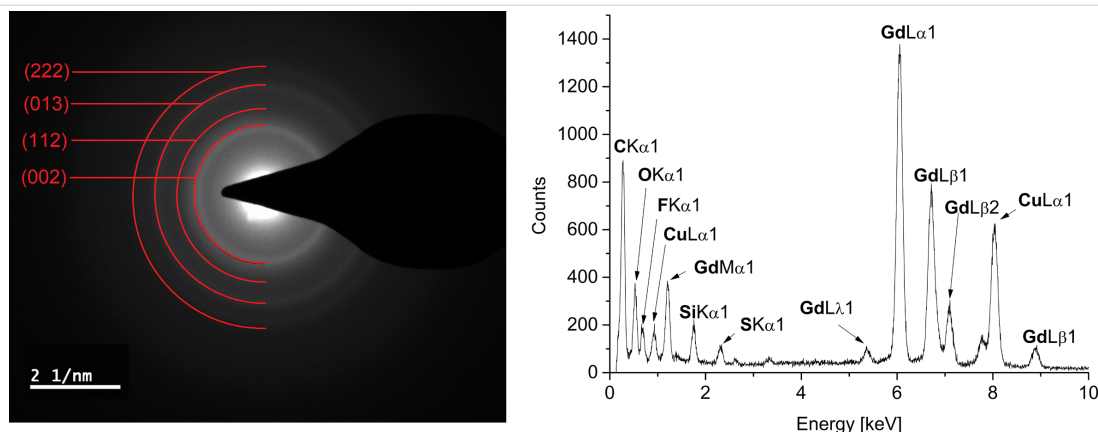 (222)
(013)
(112)
(002)
2 1/nm
Counts
1400
1200
1000
800
600
400
200
0
CKα1
OKα1
FKα1
CuLα1
GdMα1
SiKα1
SKα1
GdLλ1
GdLα1
GdLβ1
GdLβ2
CuLα1
GdLβ1
0 2 4 6 8 10
Energy [keV]